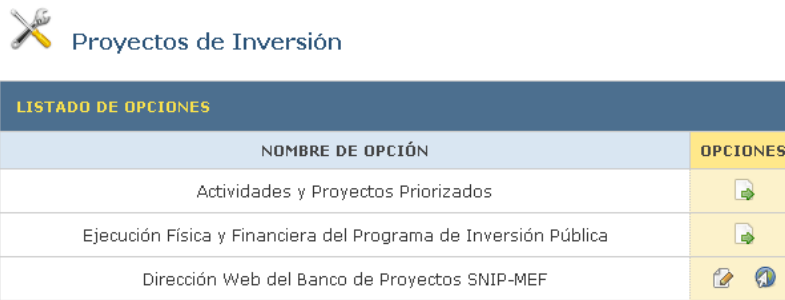 Proyectos de Inversión
LISTADO DE OPCIONES
NOMBRE DE OPCIÓN OPCIONES
Actividades y Proyectos Priorizados
Ejecución Física y Financiera del Programa de Inversión Pública
Dirección Web del Banco de Proyectos SNIP-MEF